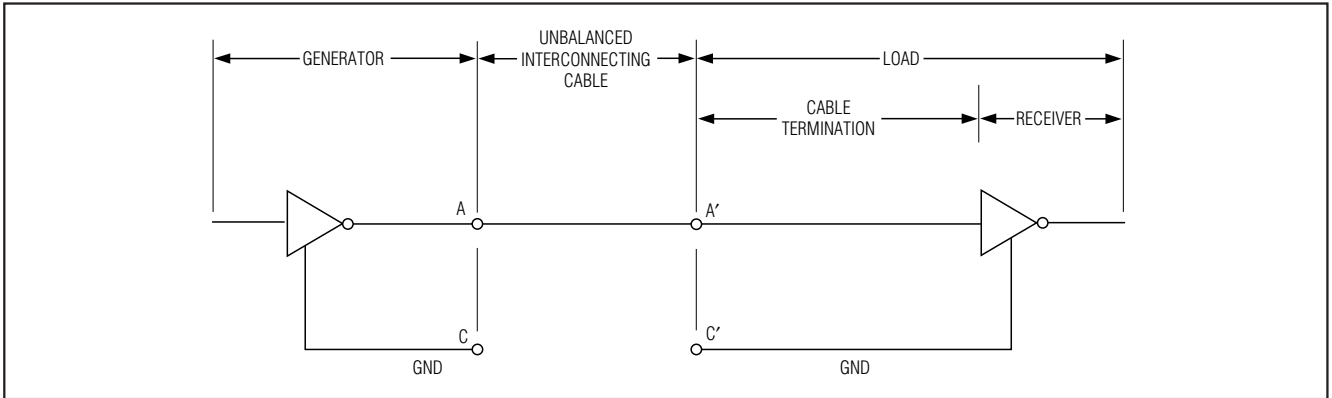 GENERATOR
UNBALANCED
INTERCONNECTING
CABLE
LOAD
CABLE
TERMINATION
RECEIVER
A
A′
C
C′
GND
GND